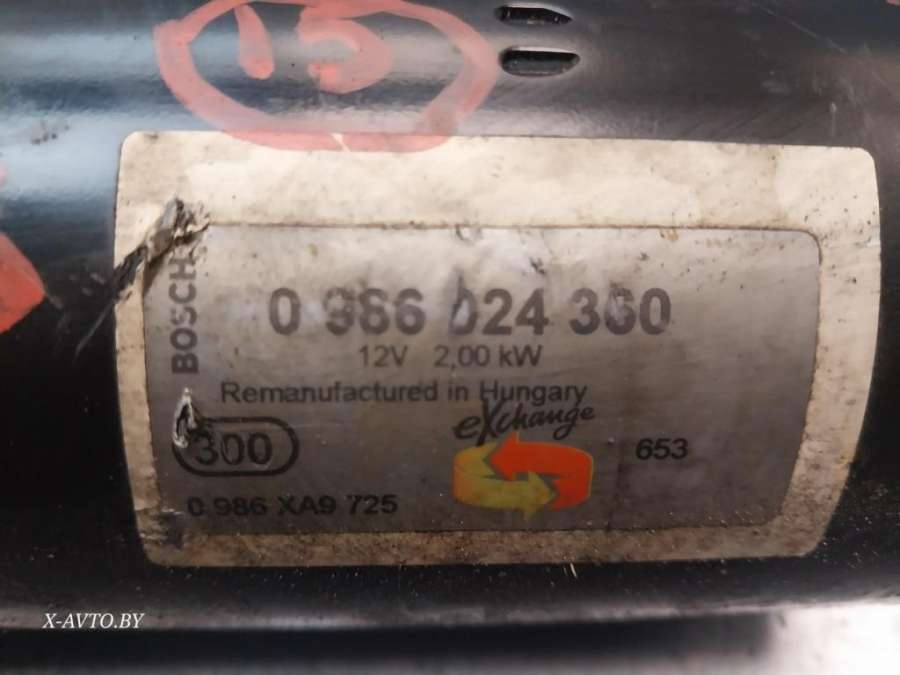 15
BOSCH
0 986 024 360
12V 2,00 kW
Remanufactured in Hungary
eXchange
300
653
0 986 XA9 725
X-AVTO.BY